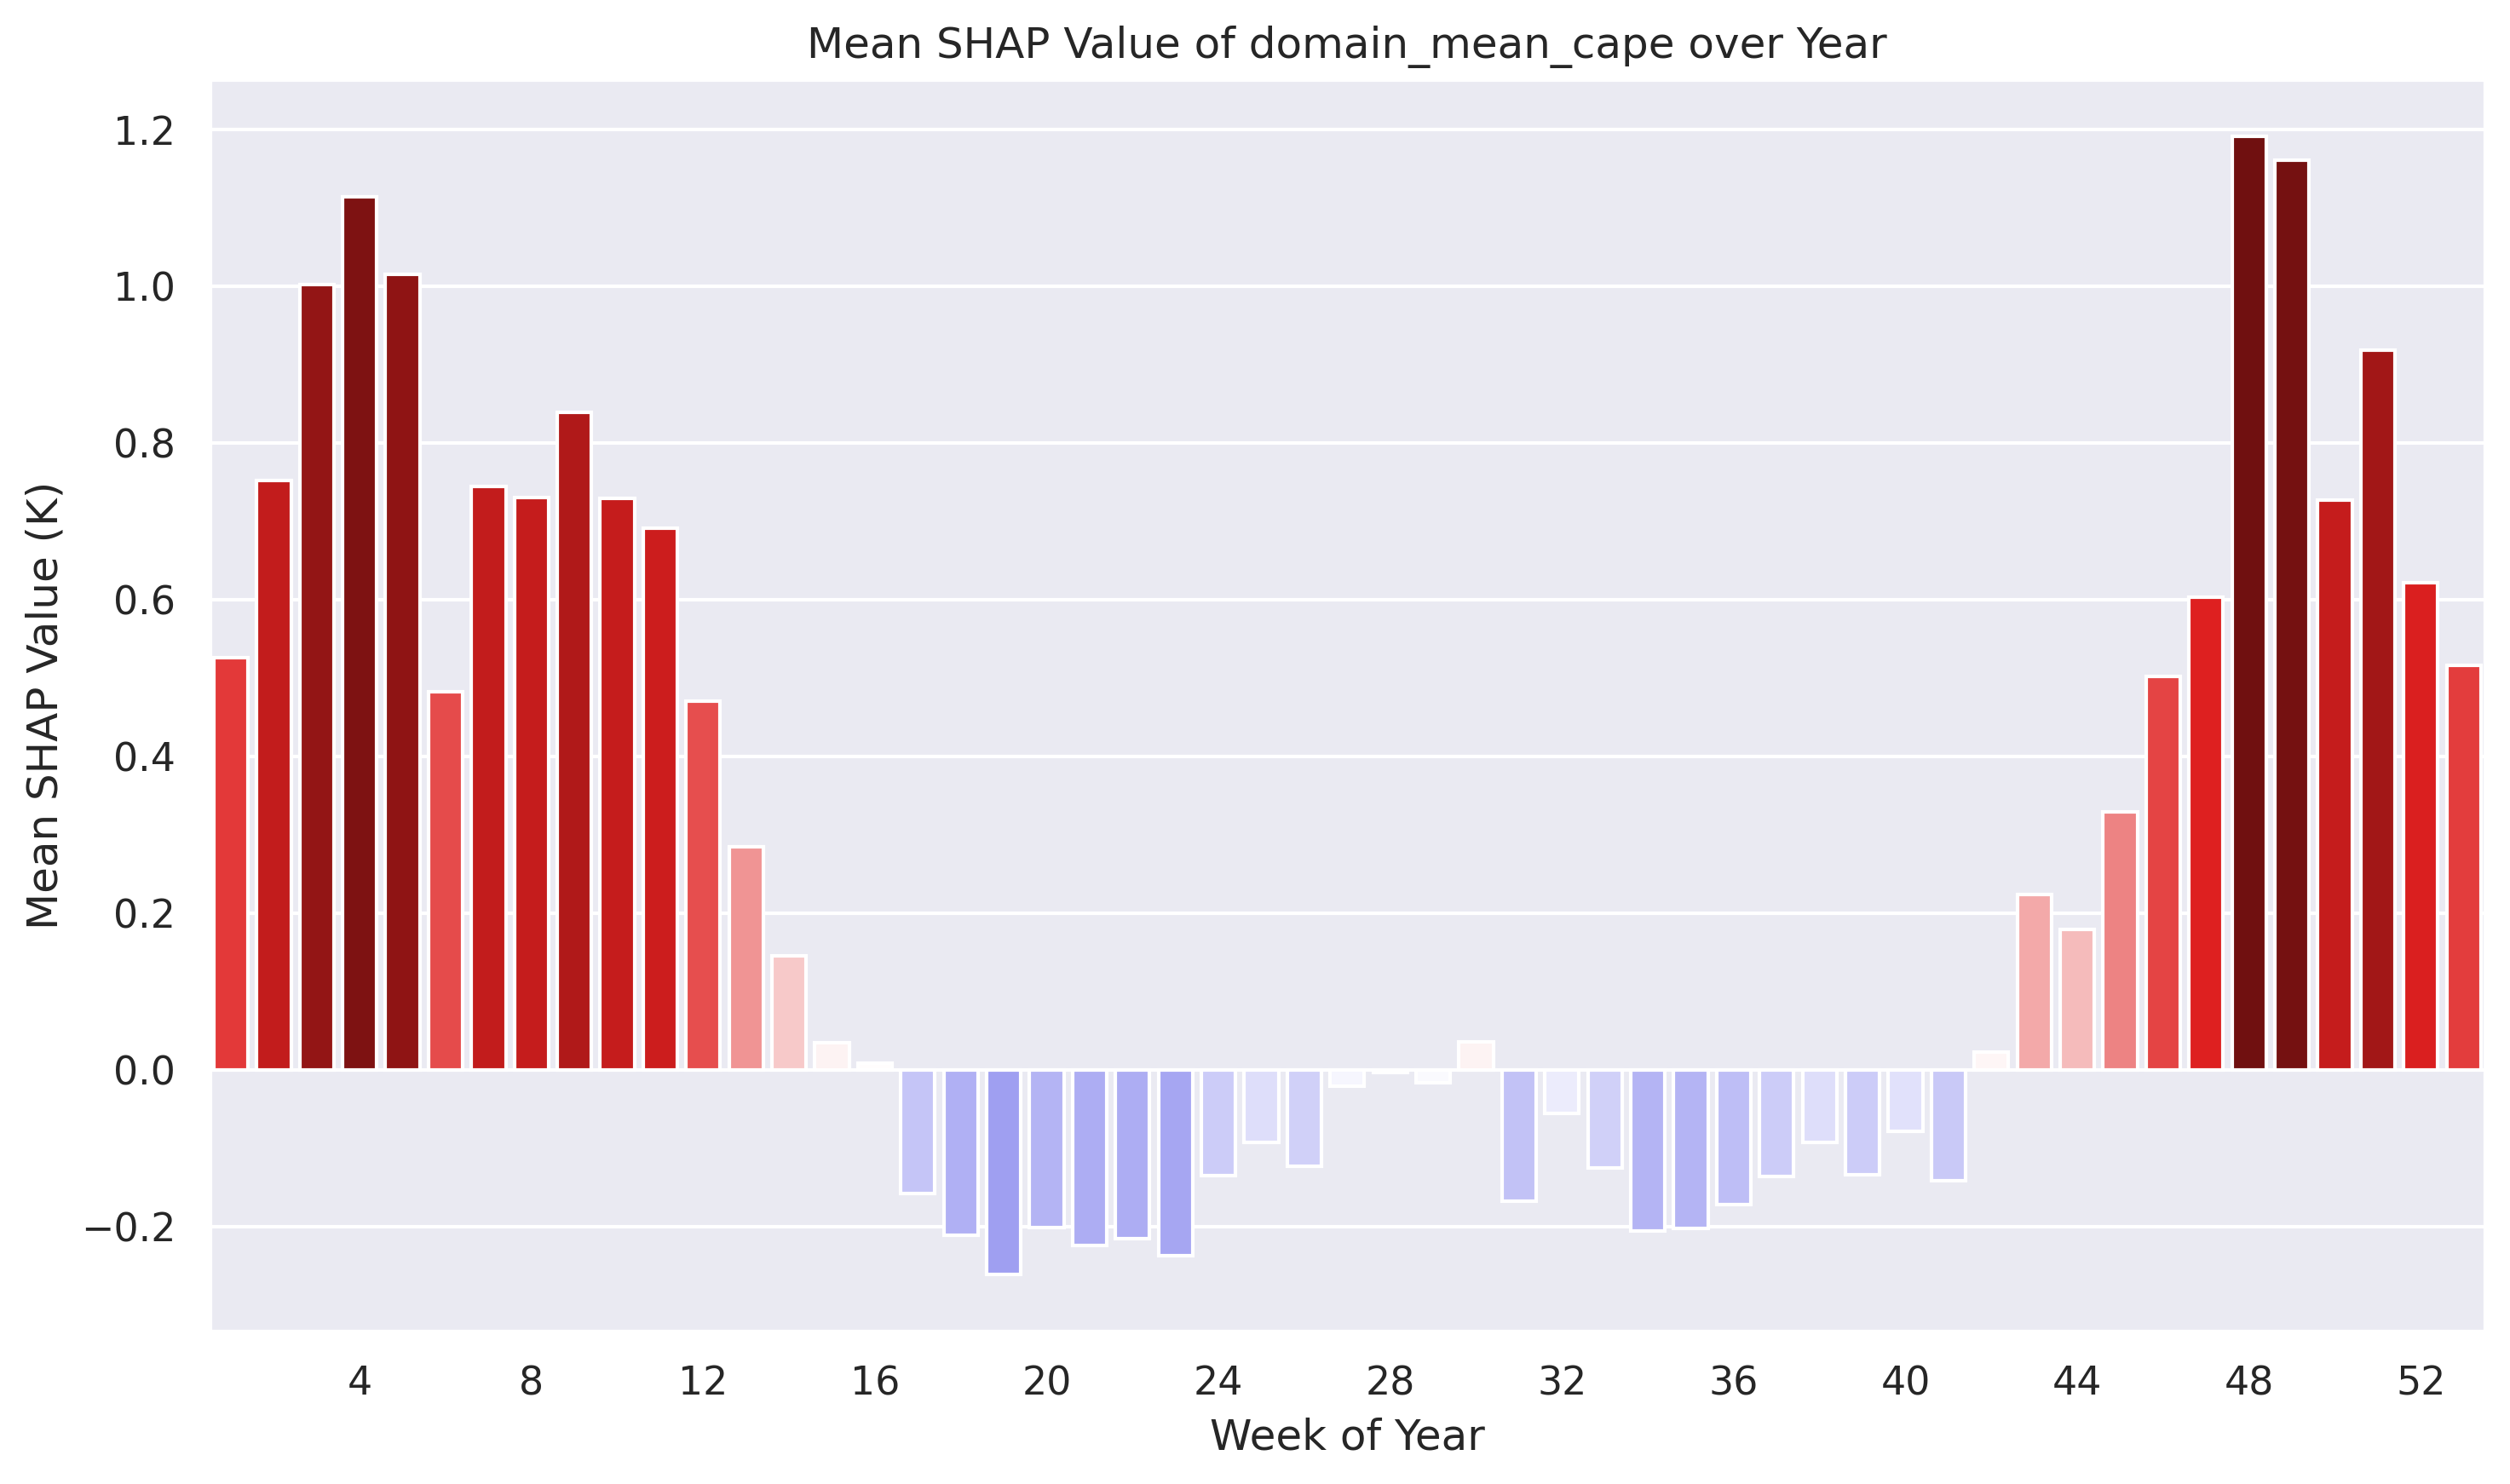 Mean SHAP Value of domain_mean_cape over Year
Mean SHAP Value (K)
1.2
1.0
0.8
0.6
0.4
0.2
0.0
−0.2
4 8 12 16 20 24 28 32 36 40 44 48 52
Week of Year